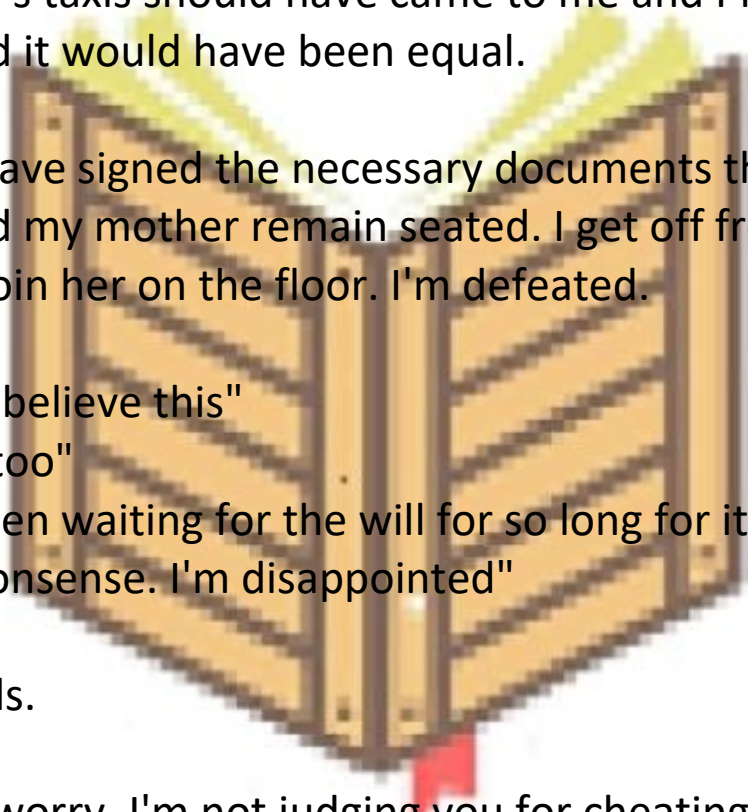 's taxis should have came to me and I
d it would have been equal.
ave signed the necessary documents th
d my mother remain seated. I get off fr
oin her on the floor. I'm defeated.
believe this"
too"
en waiting for the will for so long for it
onsense. I'm disappointed"
ds.
worry. I'm not judging you for cheating